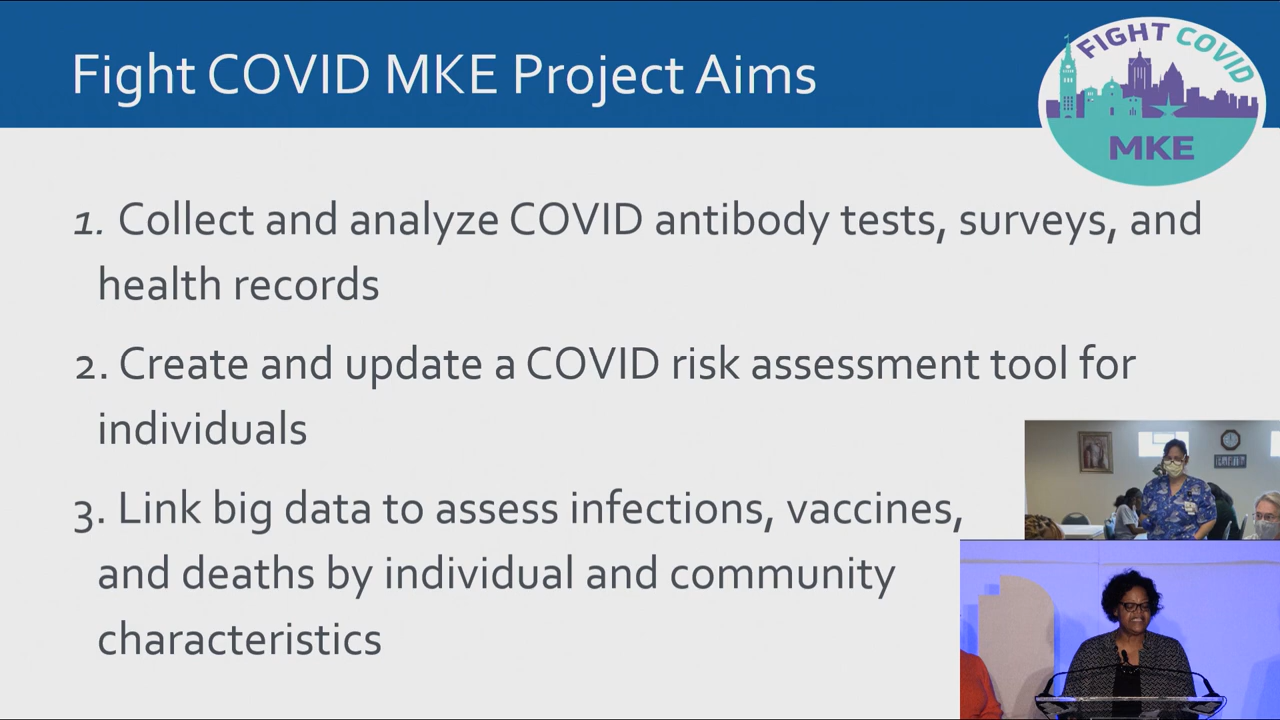 Fight COVID MKE Project Aims
FIGHT COVID
MKE
1. Collect and analyze COVID antibody tests, surveys, and
health records
2. Create and update a COVID risk assessment tool for
individuals
3. Link big data to assess infections, vaccines,
and deaths by individual and community
characteristics